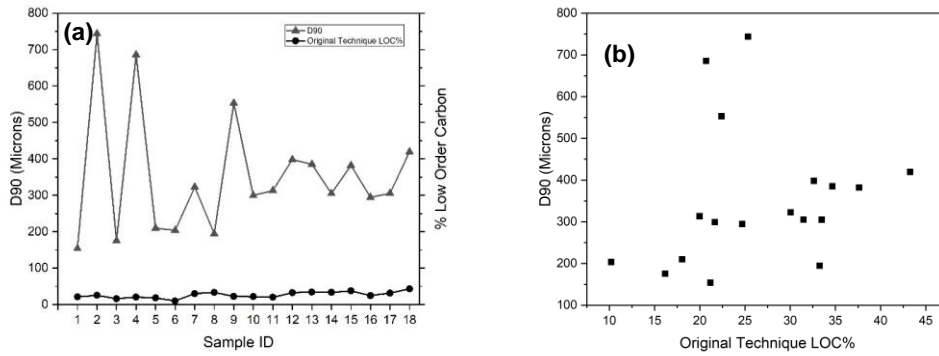 (a)
D90
Original Technique LOC%
800
700
600
500
400
300
200
100
0
D90 (Microns)
% Low Order Carbon
1 2 3 4 5 6 7 8 9 10 11 12 13 14 15 16 17 18
Sample ID
(b)
800
700
600
500
400
300
200
100
D90 (Microns)
10 15 20 25 30 35 40 45
Original Technique LOC%